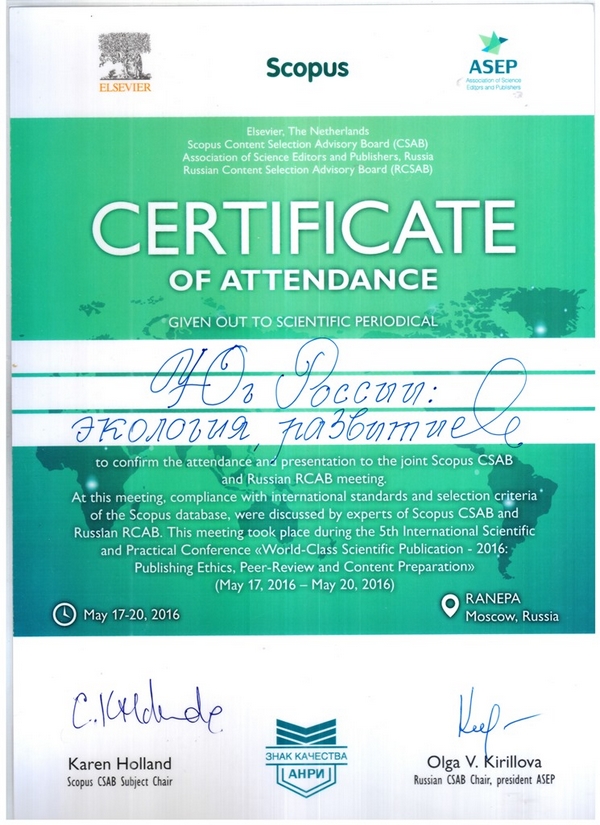 ELSEVIER
Scopus
ASEP
Association of Science
Editors and Publishers
Elsevier, The Netherlands
Scopus Content Selection Advisory Board (CSAB)
Association of Science Editors and Publishers, Russia
Russian Content Selection Advisory Board (RCSAB)
CERTIFICATE
OF ATTENDANCE
GIVEN OUT TO SCIENTIFIC PERIODICAL
Юг России:
экология, развитие
to confirm the attendance and presentation to the joint Scopus CSAB
and Russian RCAB meeting.
At this meeting, compliance with international standards and selection criteria
of the Scopus database, were discussed by experts of Scopus CSAB and
Russian RCAB. This meeting took place during the 5th International Scientific
and Practical Conference «World-Class Scientific Publication - 2016:
Publishing Ethics, Peer-Review and Content Preparation»
(May 17, 2016 – May 20, 2016)
May 17-20, 2016
RANEPA
Moscow, Russia
Karen Holland
Scopus CSAB Subject Chair
ЗНАК КАЧЕСТВА
АНРИ
Olga V. Kirillova
Russian CSAB Chair, president ASEP